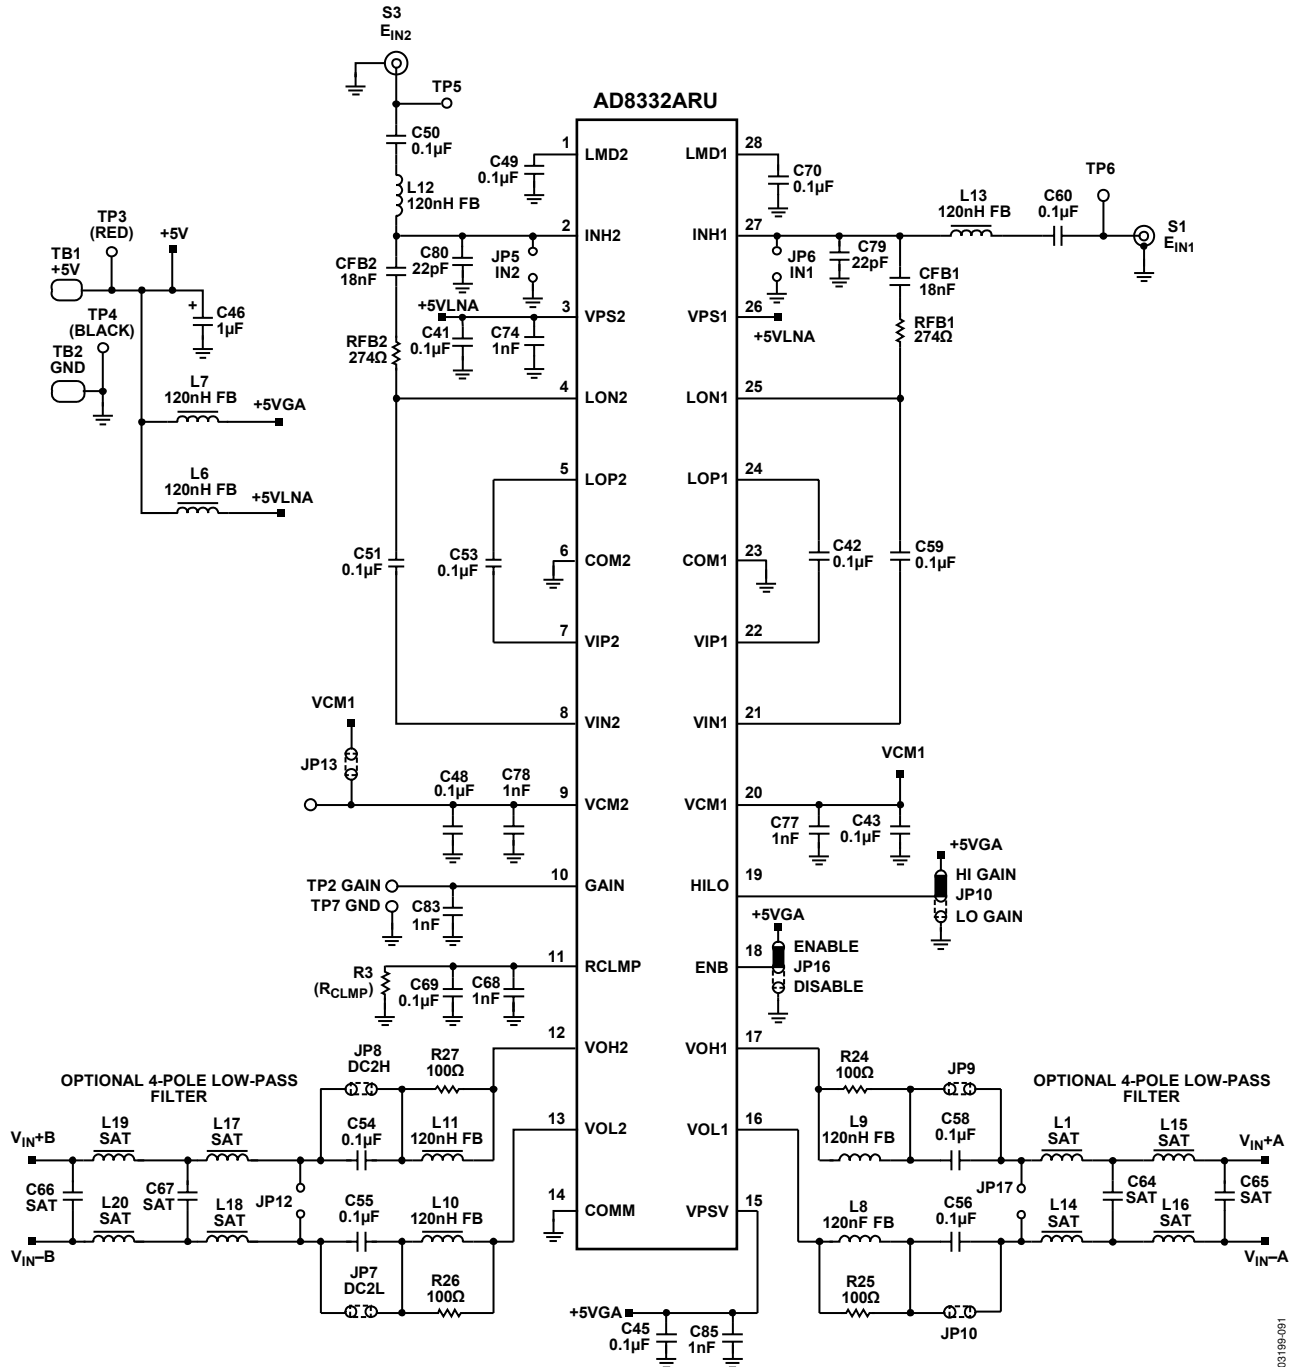 S3
E_IN2
TP5
AD8332ARU
C50
0.1µF
1
LMD2
LMD1
28
C49
0.1µF
C70
0.1µF
L12
120nH FB
TP6
L13
120nH FB
C60
0.1µF
S1
E_IN1
TP3
(RED)
+5V
TB1
+5V
2
INH2
INH1
27
C80
22pF
JP5
IN2
JP6
IN1
C79
22pF
CFB2
18nF
CFB1
18nF
TP4
(BLACK)
+
C46
1µF
+5VLNA
3
VPS2
VPS1
26
+5VLNA
TB2
GND
RFB2
274Ω
C41
0.1µF
C74
1nF
RFB1
274Ω
L7
120nH FB
+5VGA
4
LON2
LON1
25
L6
120nH FB
+5VLNA
5
LOP2
LOP1
24
C51
0.1µF
C53
0.1µF
6
COM2
COM1
23
C42
0.1µF
C59
0.1µF
7
VIP2
VIP1
22
VCM1
8
VIN2
VIN1
21
VCM1
JP13
C48
0.1µF
C78
1nF
9
VCM2
VCM1
20
C77
1nF
C43
0.1µF
+5VGA
TP2 GAIN
10
GAIN
HILO
19
HI GAIN
JP10
LO GAIN
TP7 GND
C83
1nF
+5VGA
R3
(R_CLMP)
C69
0.1µF
C68
1nF
11
RCLMP
ENB
18
ENABLE
JP16
DISABLE
12
VOH2
VOH1
17
OPTIONAL 4-POLE LOW-PASS
FILTER
JP8
DC2H
R27
100Ω
R24
100Ω
JP9
OPTIONAL 4-POLE LOW-PASS
FILTER
V_IN+B
L19
SAT
L17
SAT
C54
0.1µF
L11
120nH FB
13
VOL2
VOL1
16
L9
120nH FB
C58
0.1µF
L1
SAT
L15
SAT
V_IN+A
C66
SAT
L20
SAT
C67
SAT
L18
SAT
JP12
C55
0.1µF
L10
120nH FB
14
COMM
VPSV
15
L8
120nF FB
C56
0.1µF
JP17
L14
SAT
C64
SAT
L16
SAT
C65
SAT
V_IN–B
V_IN–A
JP7
DC2L
R26
100Ω
R25
100Ω
JP10
+5VGA
C45
0.1µF
C85
1nF
03199-091